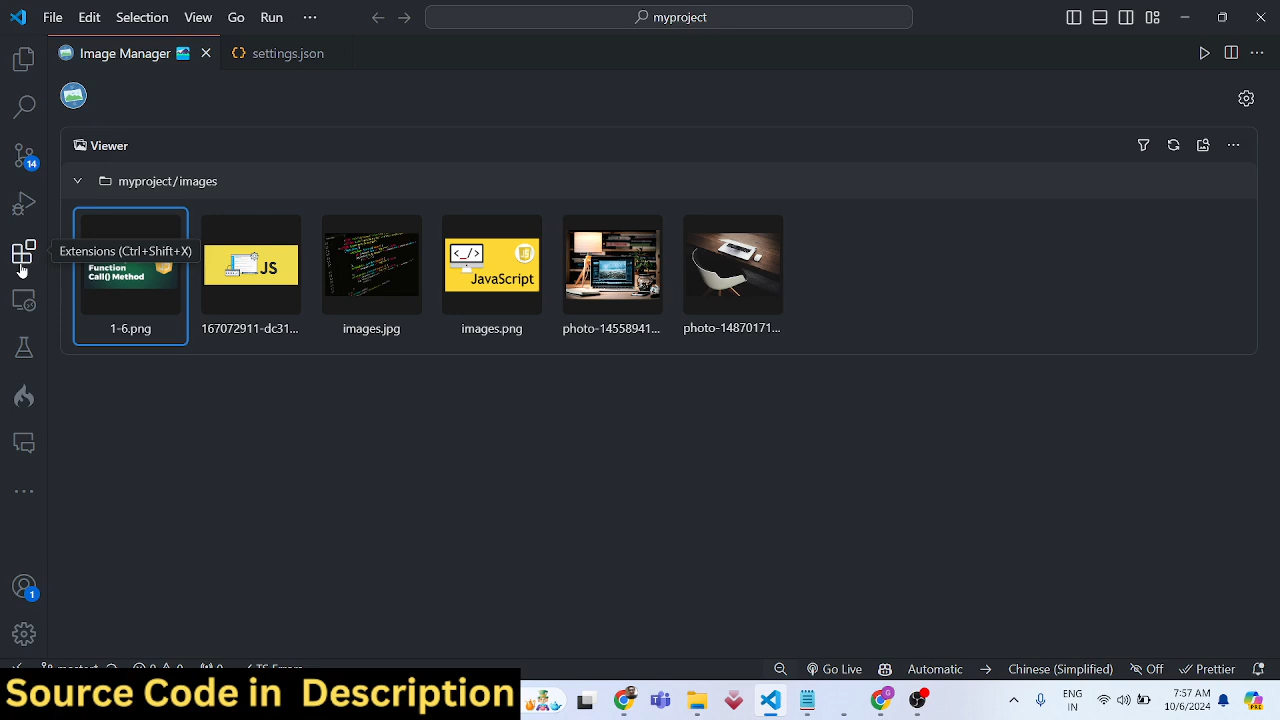 File Edit Selection View Go Run ··· myproject
Image Manager settings.json
Viewer
14
myproject/images
Extensions (Ctrl+Shift+X)
Function
Call() Method
JS
<_/> JS
JavaScript
1-6.png 167072911-dc31... images.jpg images.png photo-14558941... photo-14870171...
1
Go Live Automatic Chinese (Simplified) Off Prettier
Source Code in Description
ENG
IN
7:57 AM
10/6/2024